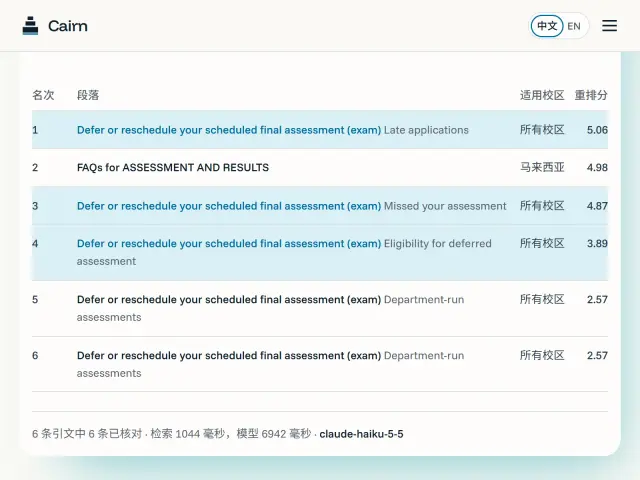 Cairn
中文 EN
名次 段落 适用校区 重排分
1 Defer or reschedule your scheduled final assessment (exam) Late applications 所有校区 5.06
2 FAQs for ASSESSMENT AND RESULTS 马来西亚 4.98
3 Defer or reschedule your scheduled final assessment (exam) Missed your assessment 所有校区 4.87
4 Defer or reschedule your scheduled final assessment (exam) Eligibility for deferred 所有校区 3.89
assessment
5 Defer or reschedule your scheduled final assessment (exam) Department-run 所有校区 2.57
assessments
6 Defer or reschedule your scheduled final assessment (exam) Department-run 所有校区 2.57
assessments
6 条引文中 6 条已核对 · 检索 1044 毫秒，模型 6942 毫秒 · claude-haiku-5-5